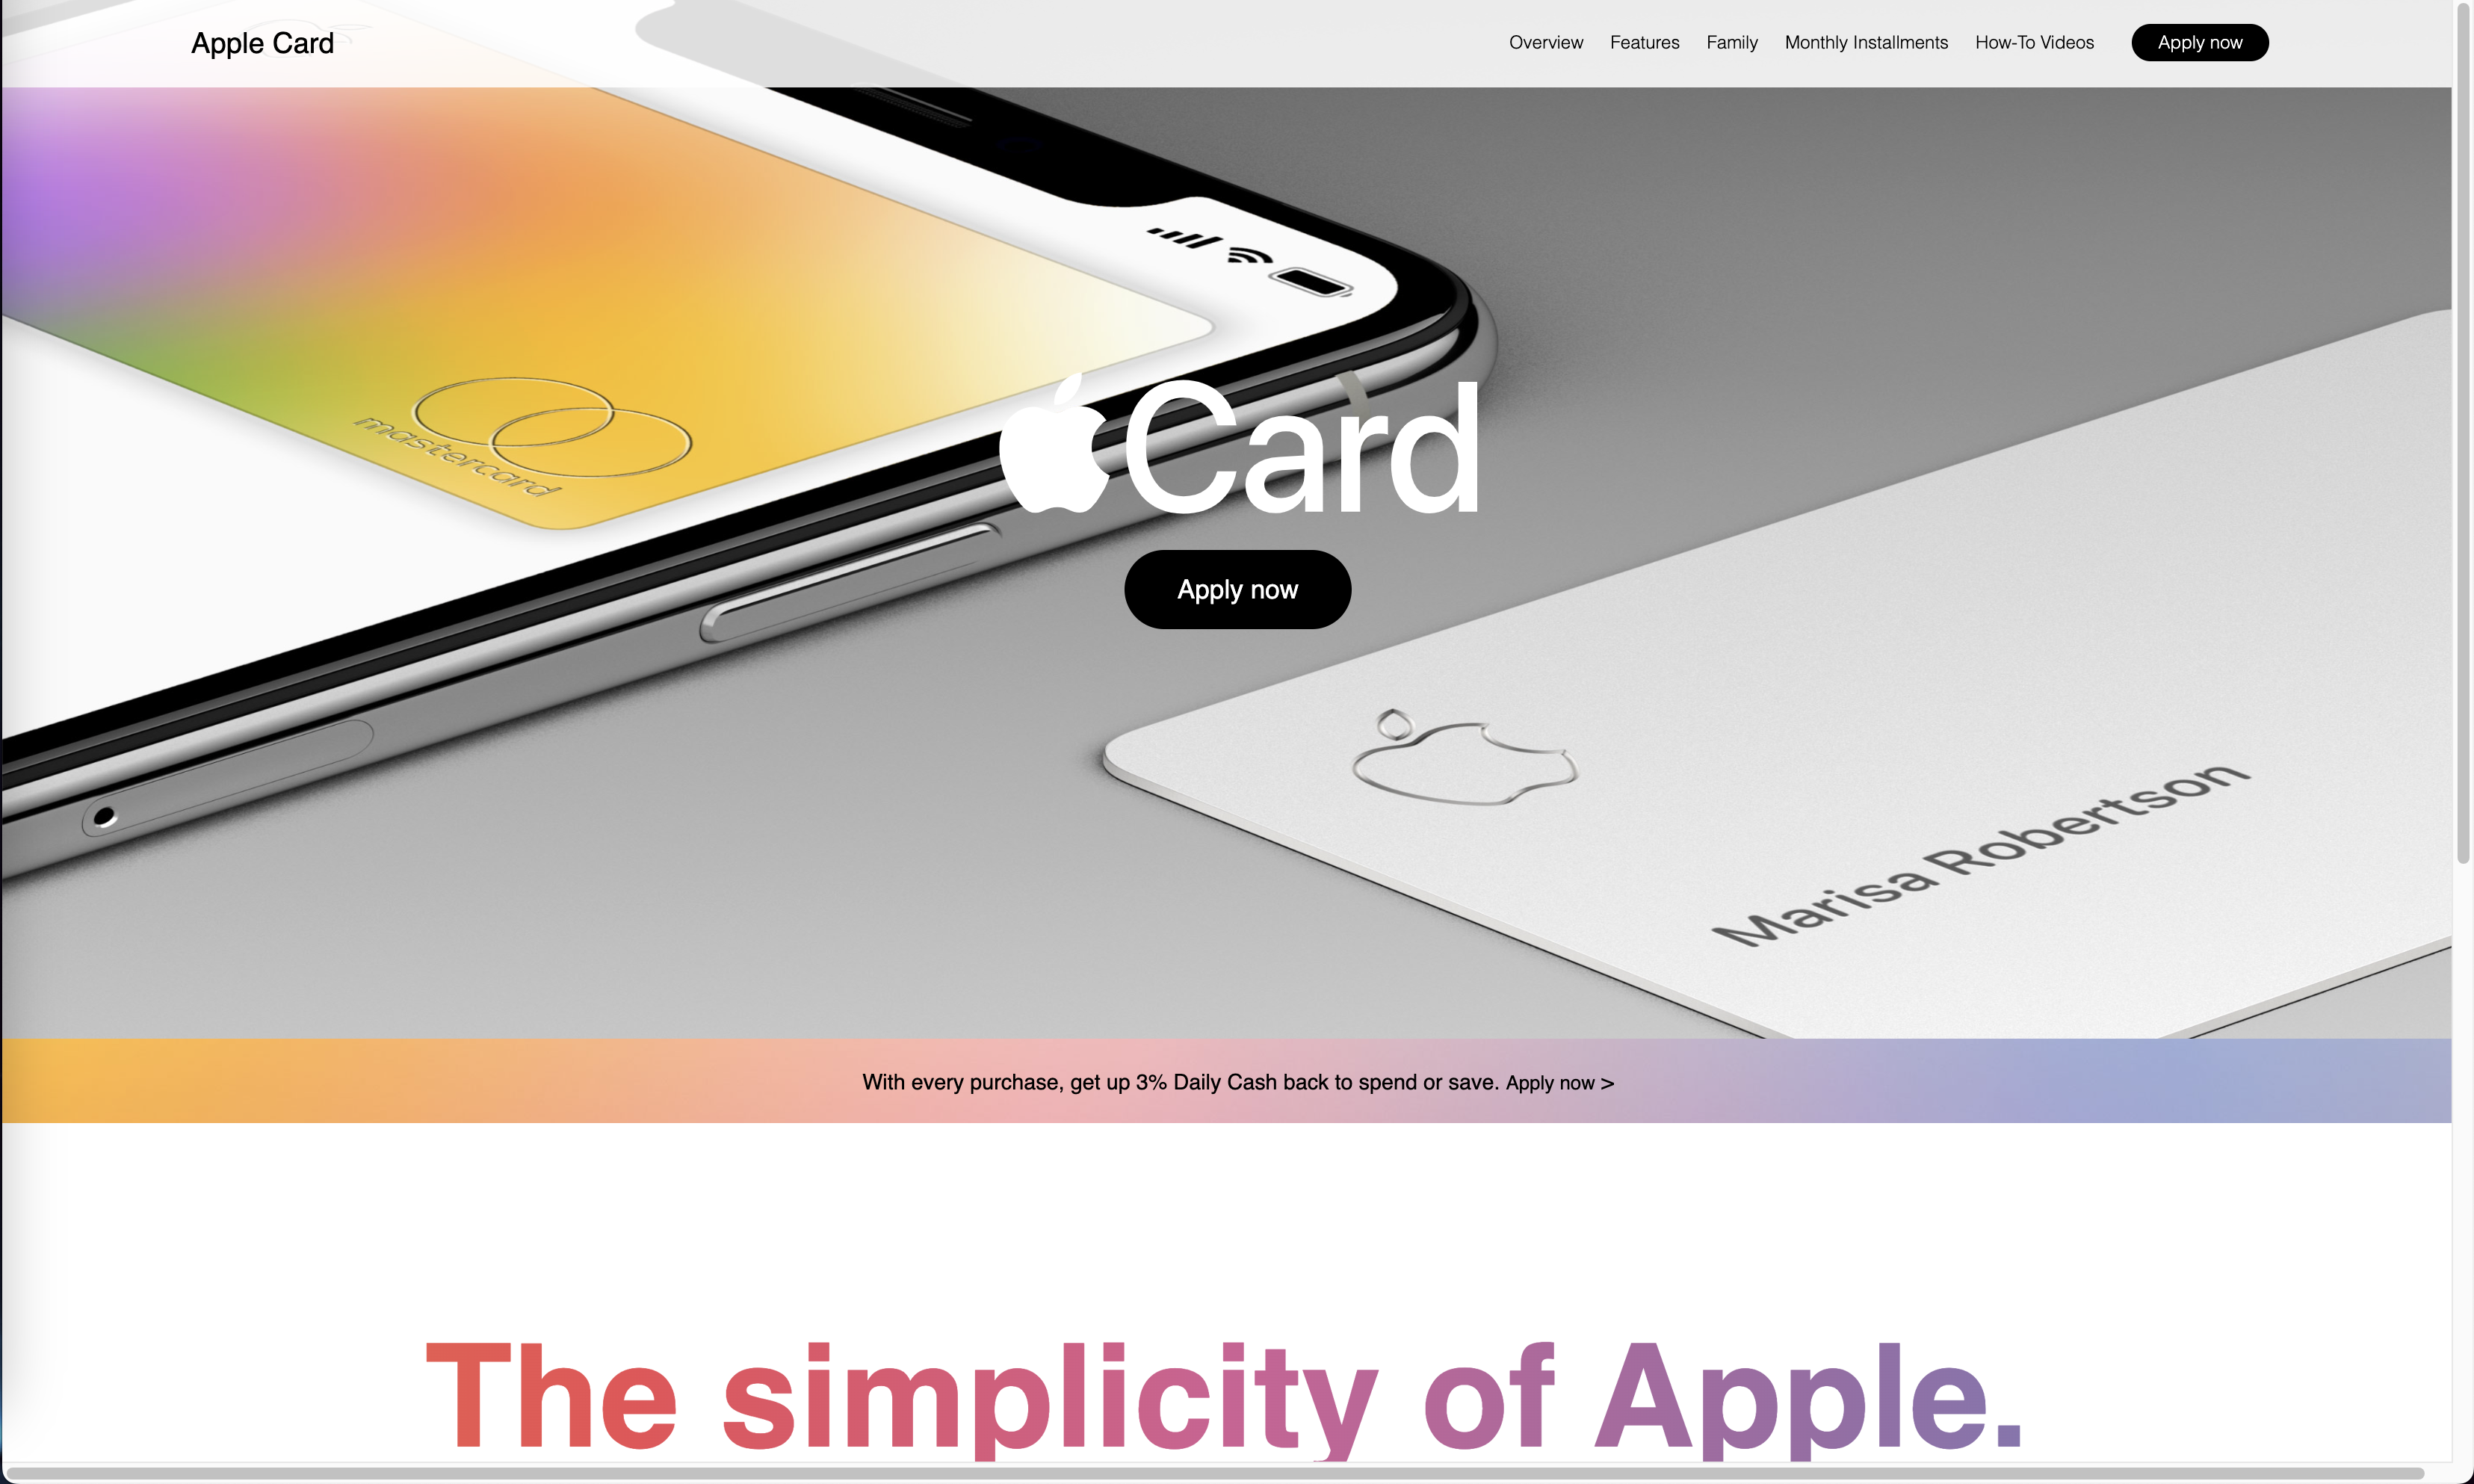 Apple Card
Overview Features Family Monthly Installments How-To Videos Apply now
mastercard
Card
Apply now
Marisa Robertson
With every purchase, get up 3% Daily Cash back to spend or save. Apply now >
The simplicity of Apple.